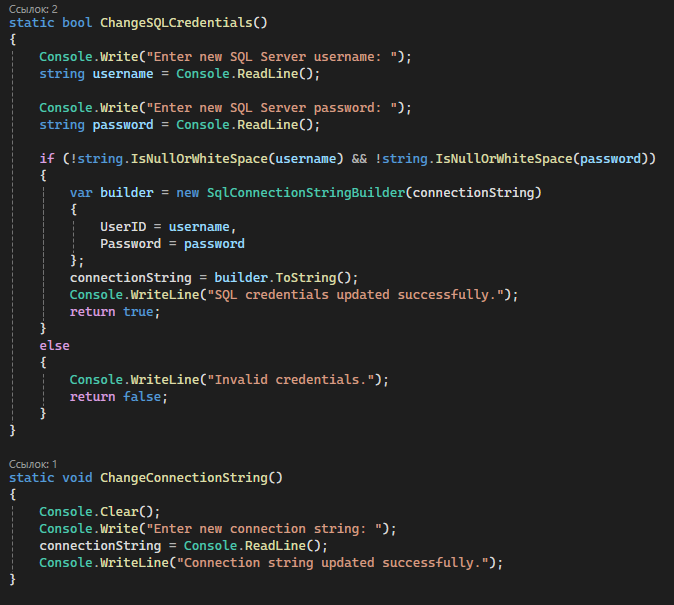 Ссылок: 2
static bool ChangeSQLCredentials()
{
Console.Write("Enter new SQL Server username: ");
string username = Console.ReadLine();
Console.Write("Enter new SQL Server password: ");
string password = Console.ReadLine();
if (!string.IsNullOrWhiteSpace(username) && !string.IsNullOrWhiteSpace(password))
{
var builder = new SqlConnectionStringBuilder(connectionString)
{
UserID = username,
Password = password
};
connectionString = builder.ToString();
Console.WriteLine("SQL credentials updated successfully.");
return true;
}
else
{
Console.WriteLine("Invalid credentials.");
return false;
}
}
Ссылок: 1
static void ChangeConnectionString()
{
Console.Clear();
Console.Write("Enter new connection string: ");
connectionString = Console.ReadLine();
Console.WriteLine("Connection string updated successfully.");
}